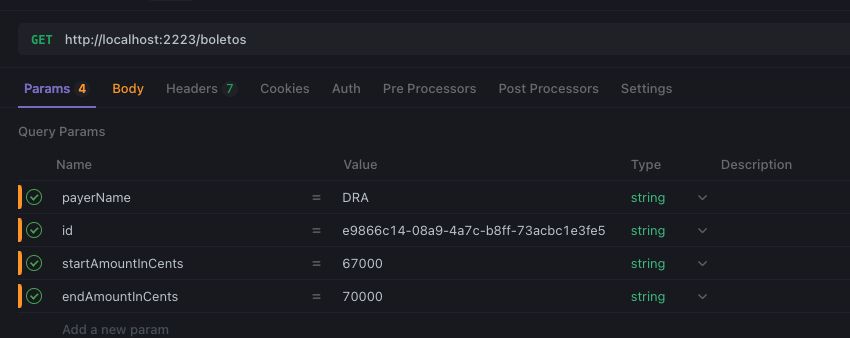 GET http://localhost:2223/boletos
Params 4 Body Headers 7 Cookies Auth Pre Processors Post Processors Settings
Query Params
Name Value Type Description
payerName = DRA string
id = e9866c14-08a9-4a7c-b8ff-73acbc1e3fe5 string
startAmountInCents = 67000 string
endAmountInCents = 70000 string
Add a new param